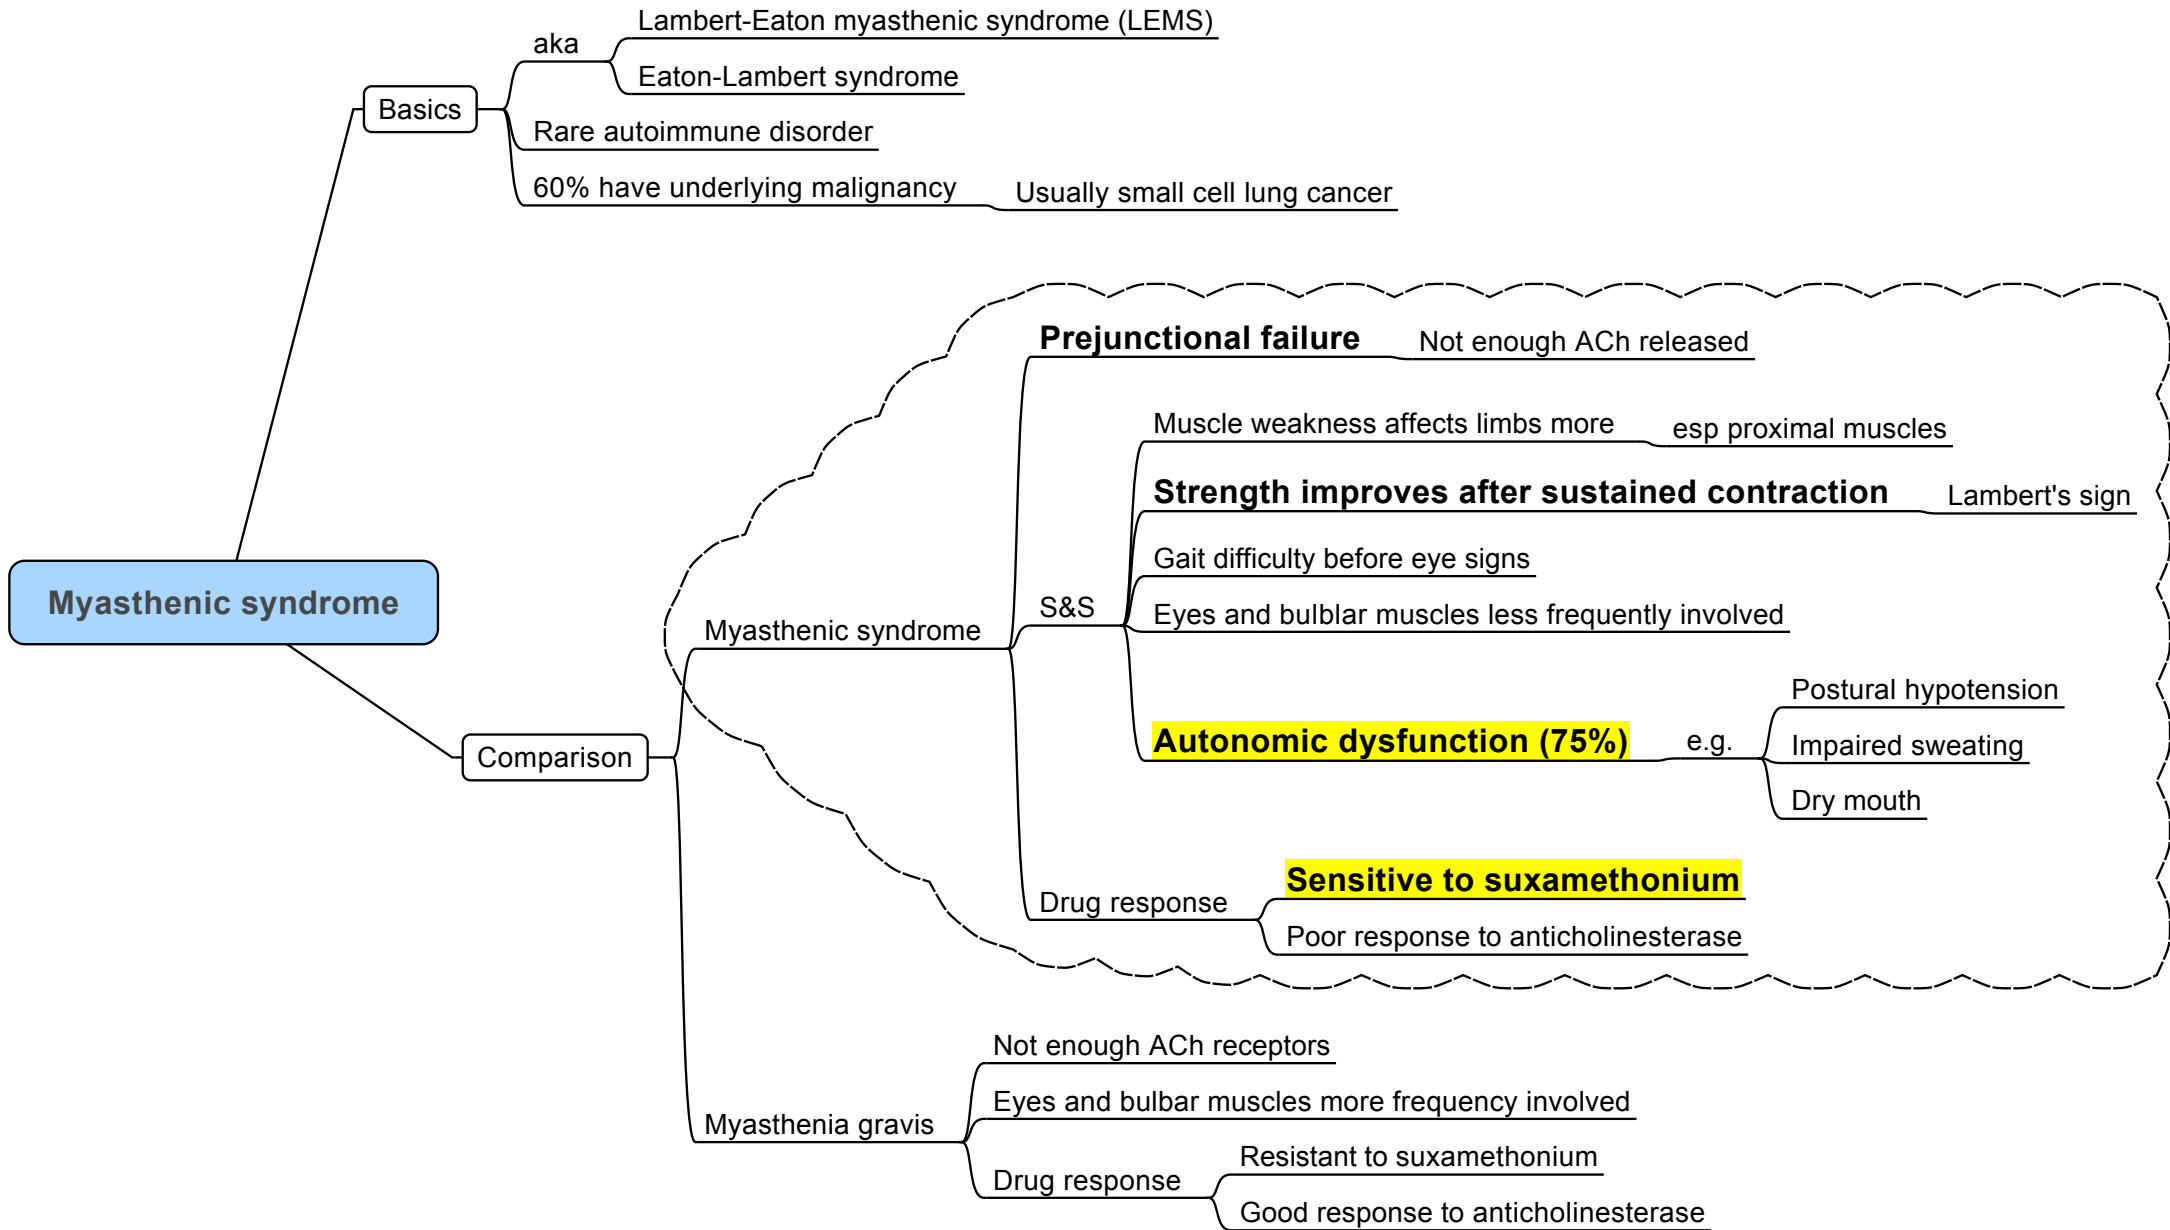 Lambert-Eaton myasthenic syndrome (LEMS)
aka
Eaton-Lambert syndrome
Basics
Rare autoimmune disorder
60% have underlying malignancy
Usually small cell lung cancer
Prejunctional failure
Not enough ACh released
Muscle weakness affects limbs more
esp proximal muscles
Strength improves after sustained contraction
Lambert's sign
Gait difficulty before eye signs
S&S
Eyes and bulblar muscles less frequently involved
Myasthenic syndrome
Myasthenic syndrome
Postural hypotension
Autonomic dysfunction (75%)
e.g.
Impaired sweating
Dry mouth
Comparison
Sensitive to suxamethonium
Drug response
Poor response to anticholinesterase
Not enough ACh receptors
Eyes and bulbar muscles more frequency involved
Myasthenia gravis
Resistant to suxamethonium
Drug response
Good response to anticholinesterase